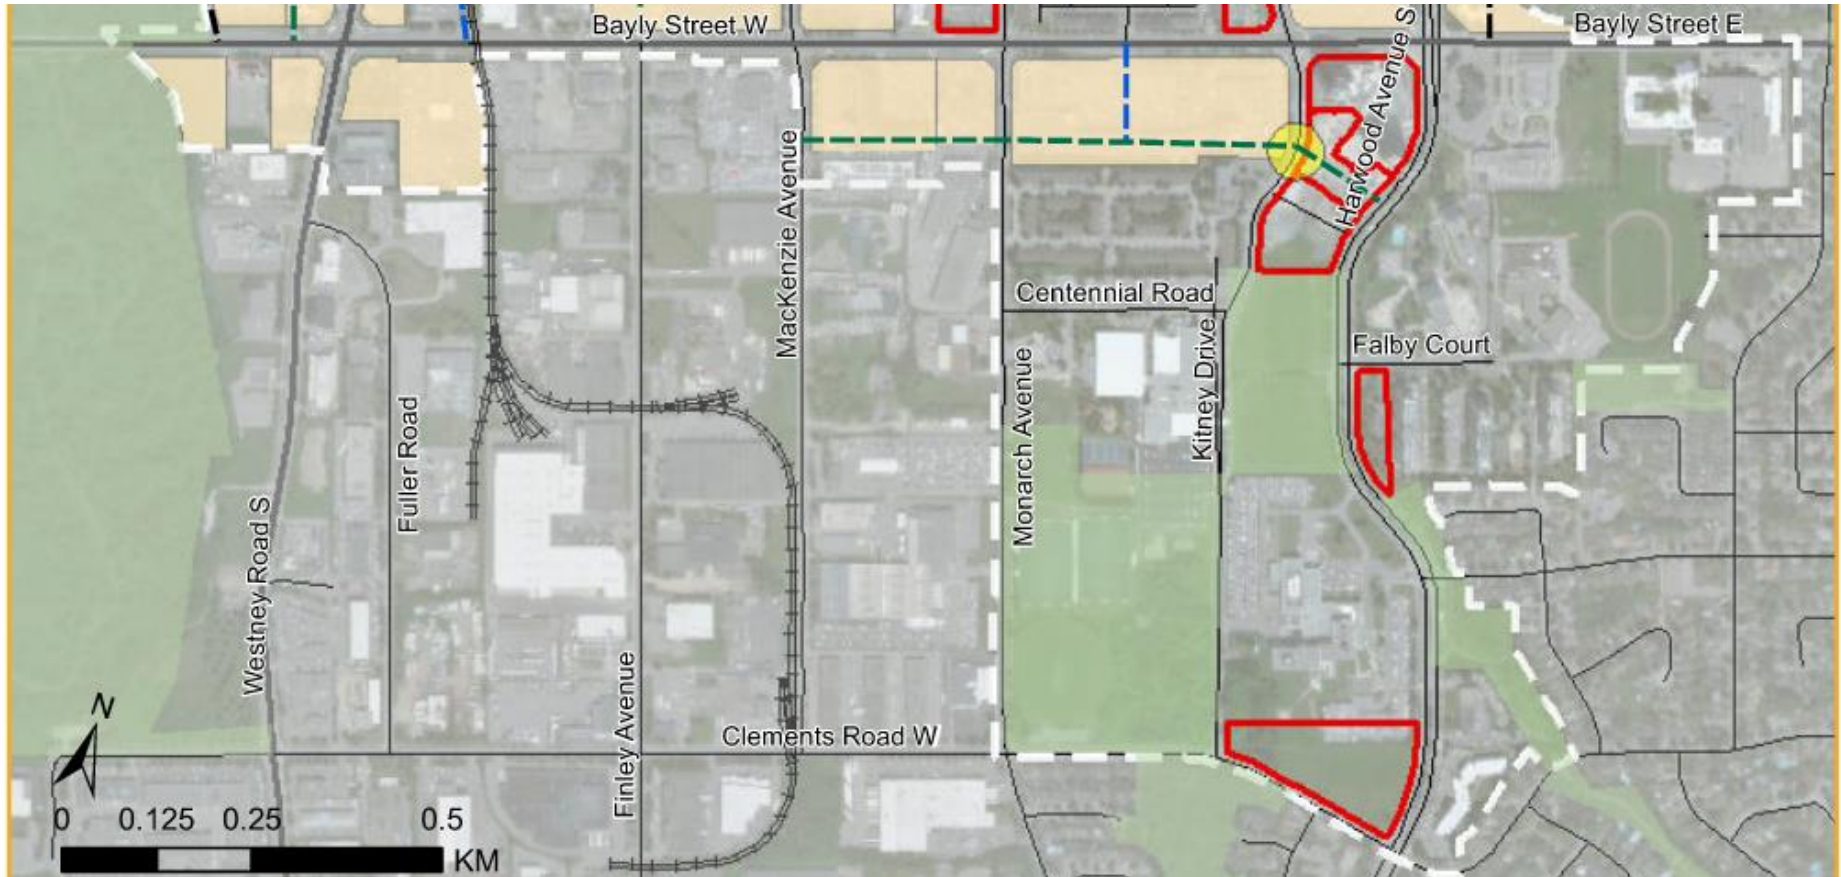 Bayly Street W
Bayly Street E
Harwood Avenue S
MacKenzie Avenue
Centennial Road
Kitney Drive
Falby Court
Monarch Avenue
Fuller Road
Westney Road S
Finley Avenue
Clements Road W
N
0 0.125 0.25 0.5
KM